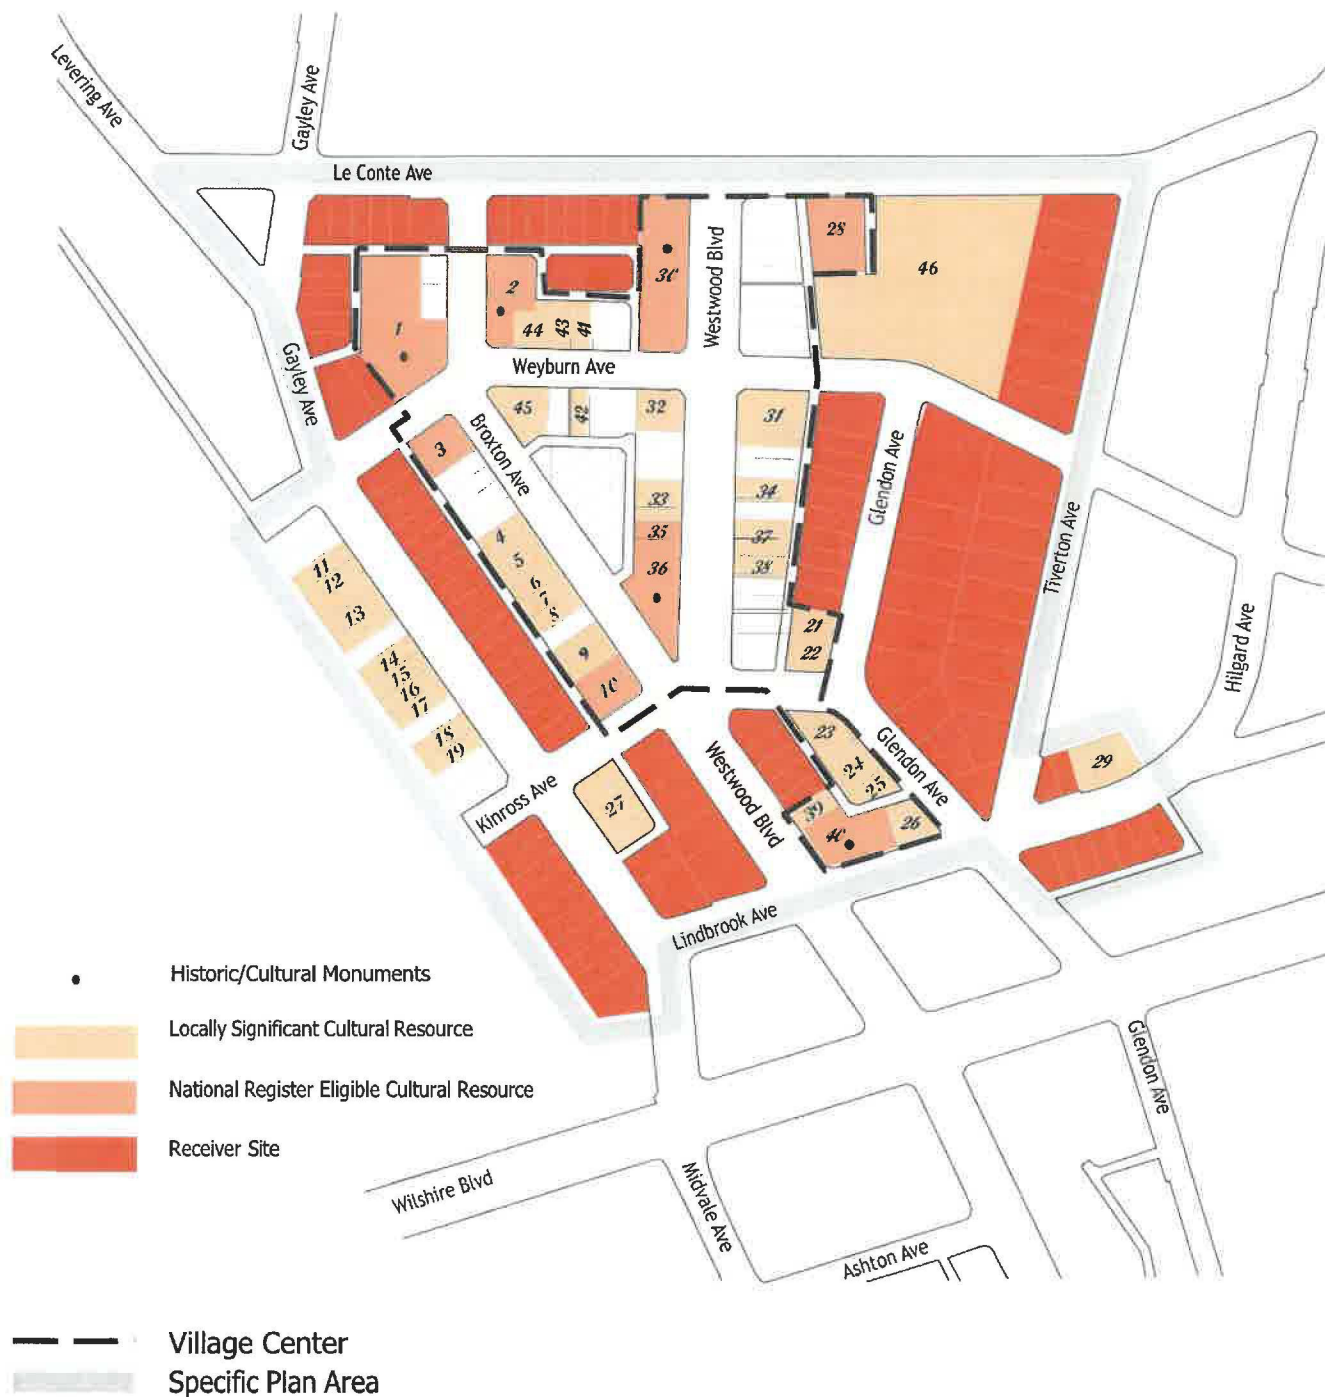 Levering Ave
Gayley Ave
Le Conte Ave
28
46
30
Westwood Blvd
2
1
44
43
41
Gayley Ave
Weyburn Ave
45
42
32
31
3
Broxton Ave
Glendon Ave
33
34
4
35
37
5
36
38
6
7
8
11
12
13
Tiverton Ave
21
22
9
10
14
15
16
17
18
19
Hilgard Ave
23
24
25
Glendon Ave
29
Westwood Blvd
Kinross Ave
27
39
40
26
Lindbrook Ave
Historic/Cultural Monuments
Locally Significant Cultural Resource
National Register Eligible Cultural Resource
Receiver Site
Glendon Ave
Wilshire Blvd
Midvale Ave
Ashton Ave
Village Center
Specific Plan Area